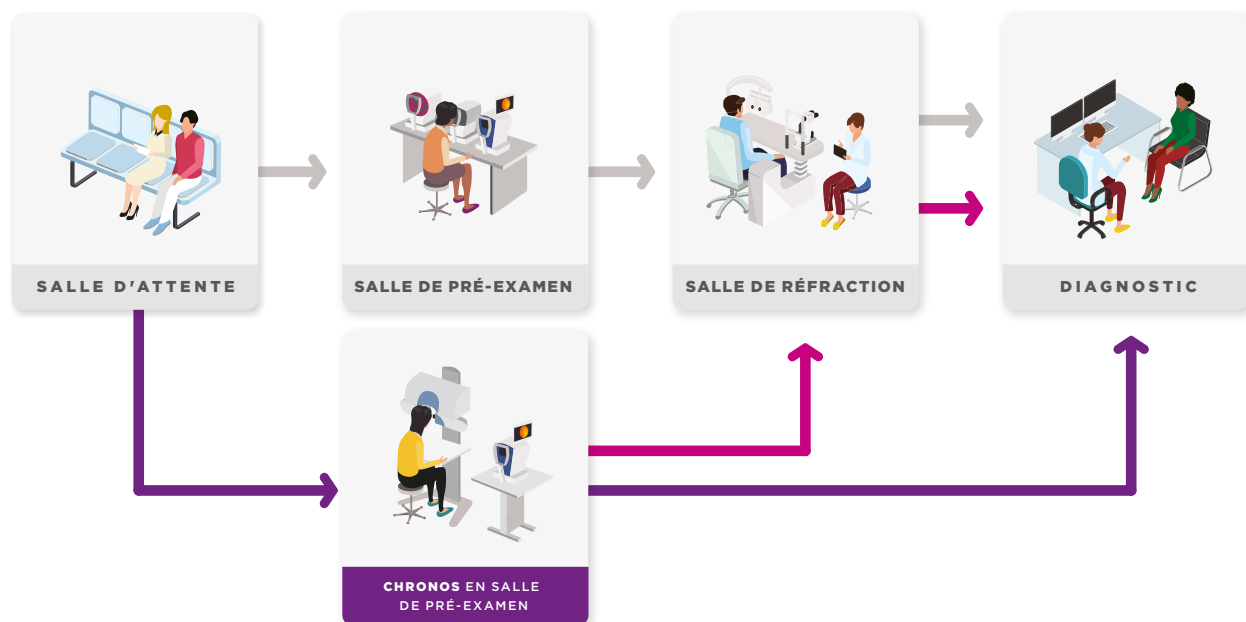 SALLE D'ATTENTE
SALLE DE PRÉ-EXAMEN
SALLE DE RÉFRACTION
DIAGNOSTIC
CHRONOS EN SALLE
DE PRÉ-EXAMEN